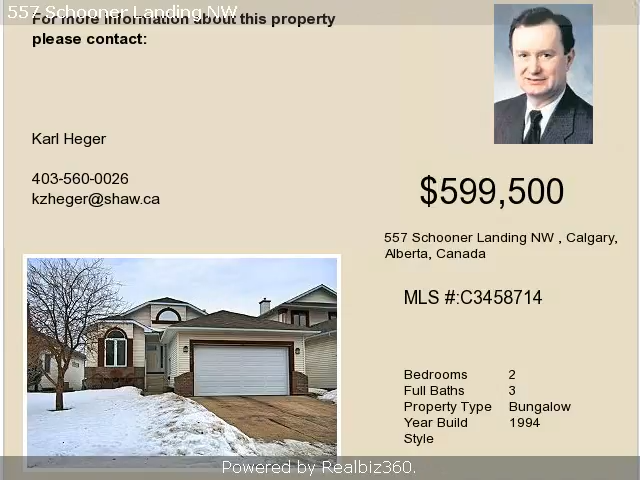 557 Schooner Landing NW
For more information about this property
please contact:
Karl Heger
403-560-0026
kzheger@shaw.ca
$599,500
557 Schooner Landing NW , Calgary,
Alberta, Canada
MLS #:C3458714
Bedrooms 2
Full Baths 3
Property Type Bungalow
Year Build 1994
Style
Powered by Realbiz360.